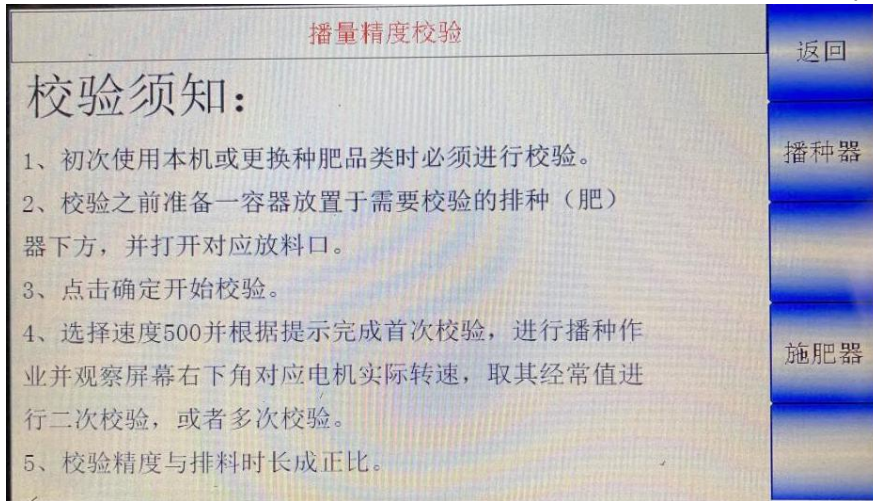 播量精度校验
返回
校验须知：
1、初次使用本机或更换种肥品类时必须进行校验。
播种器
2、校验之前准备一容器放置于需要校验的排种（肥）
器下方，并打开对应放料口。
3、点击确定开始校验。
4、选择速度500并根据提示完成首次校验，进行播种作
施肥器
业并观察屏幕右下角对应电机实际转速，取其经常值进
行二次校验，或者多次校验。
5、校验精度与排料时长成正比。